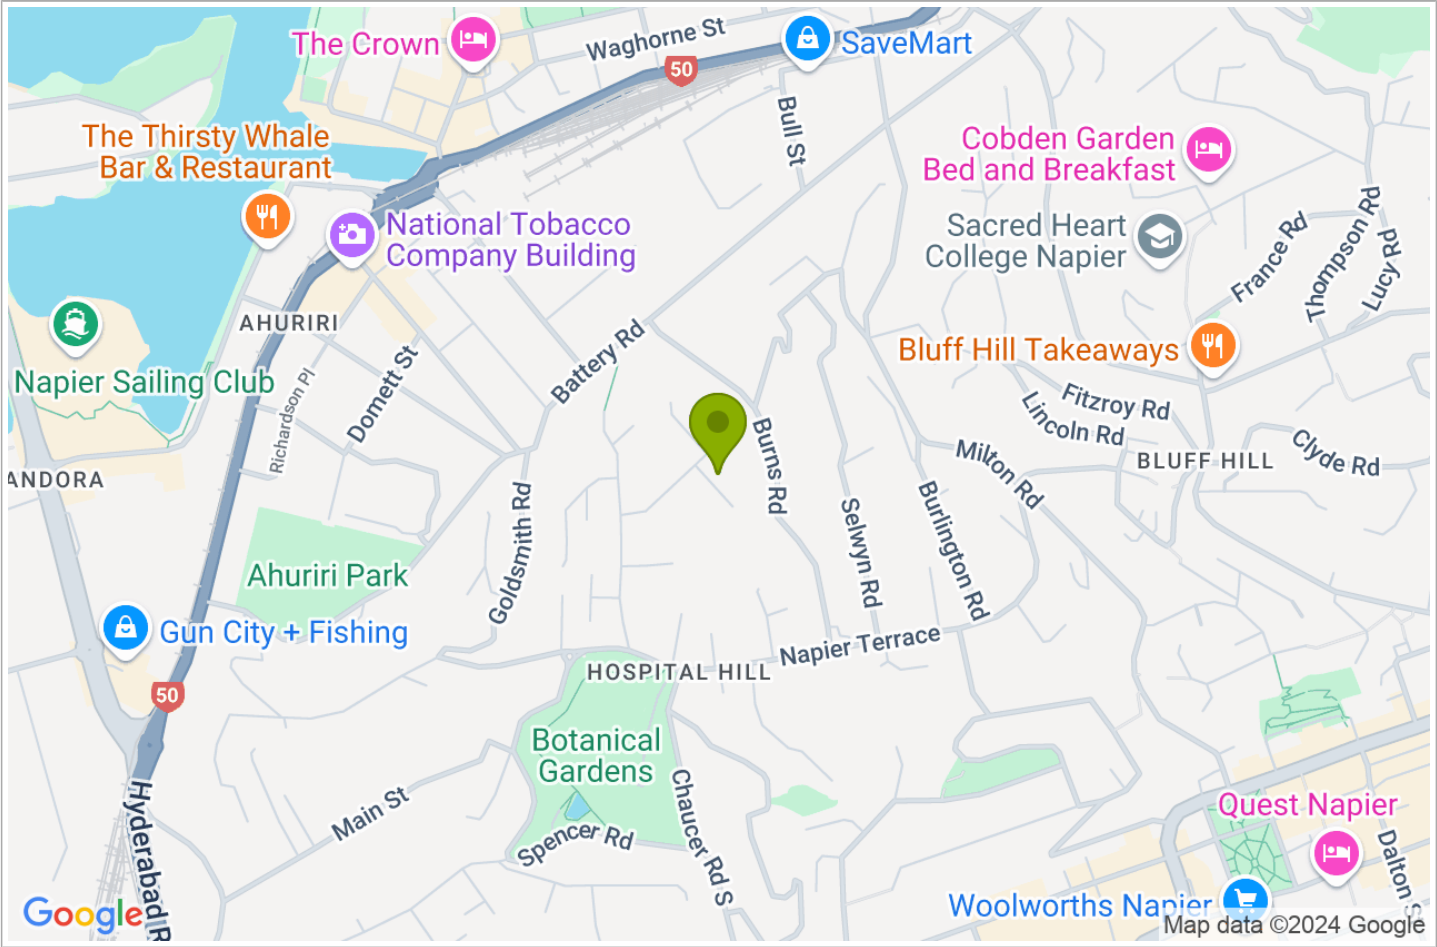 The Crown
Waghorne St
50
SaveMart
The Thirsty Whale
Bar & Restaurant
Bull St
Cobden Garden
Bed and Breakfast
National Tobacco
Company Building
Sacred Heart
College Napier
France Rd
Thompson Rd
Lucy Rd
AHURIRI
Napier Sailing Club
Richardson Pl
Domett St
Battery Rd
Bluff Hill Takeaways
Fitzroy Rd
Lincoln Rd
Burns Rd
Milton Rd
BLUFF HILL
Clyde Rd
ANDORA
Goldsmith Rd
Selwyn Rd
Burlington Rd
Ahuriri Park
Gun City + Fishing
Napier Terrace
HOSPITAL HILL
50
Botanical
Gardens
Main St
Spencer Rd
Chaucer Rd S
Hyderabad R
Quest Napier
Dalton S
Woolworths Napier
Google
Map data ©2024 Google